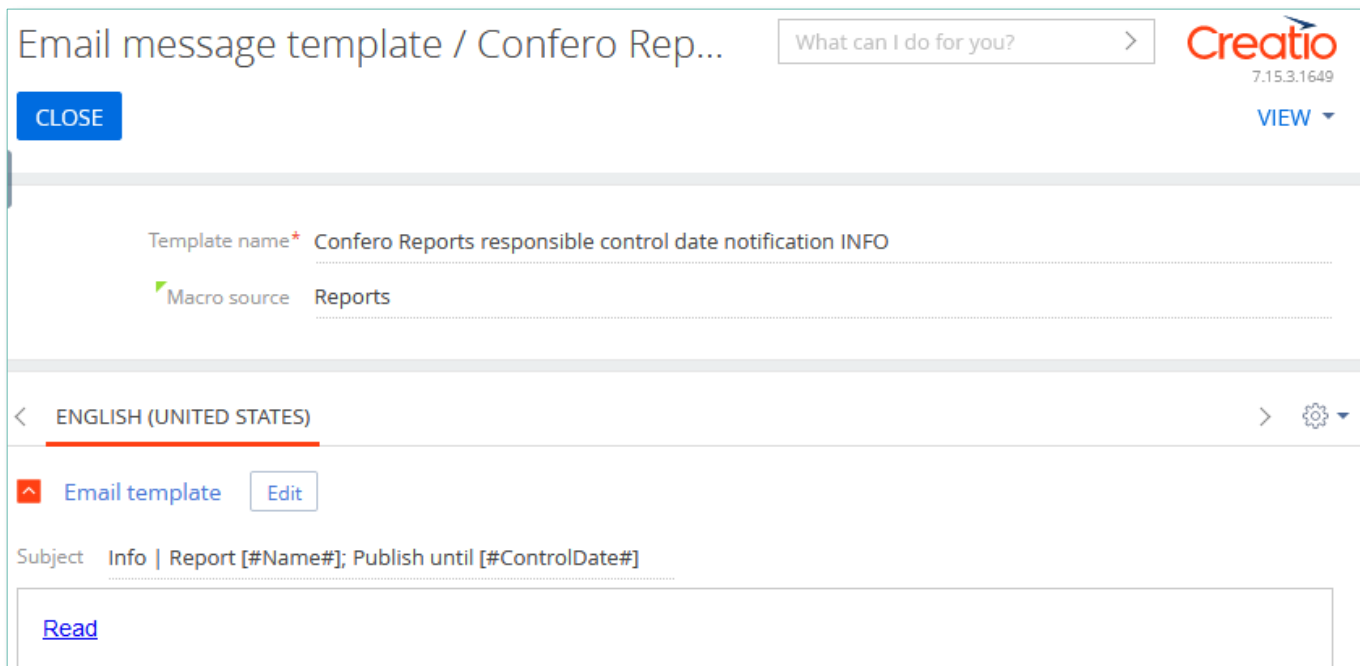 Email message template / Confero Rep...
What can I do for you?
Creatio
7.15.3.1649
CLOSE
VIEW
Template name* Confero Reports responsible control date notification INFO
Macro source Reports
ENGLISH (UNITED STATES)
Email template Edit
Subject Info | Report [#Name#]; Publish until [#ControlDate#]
Read